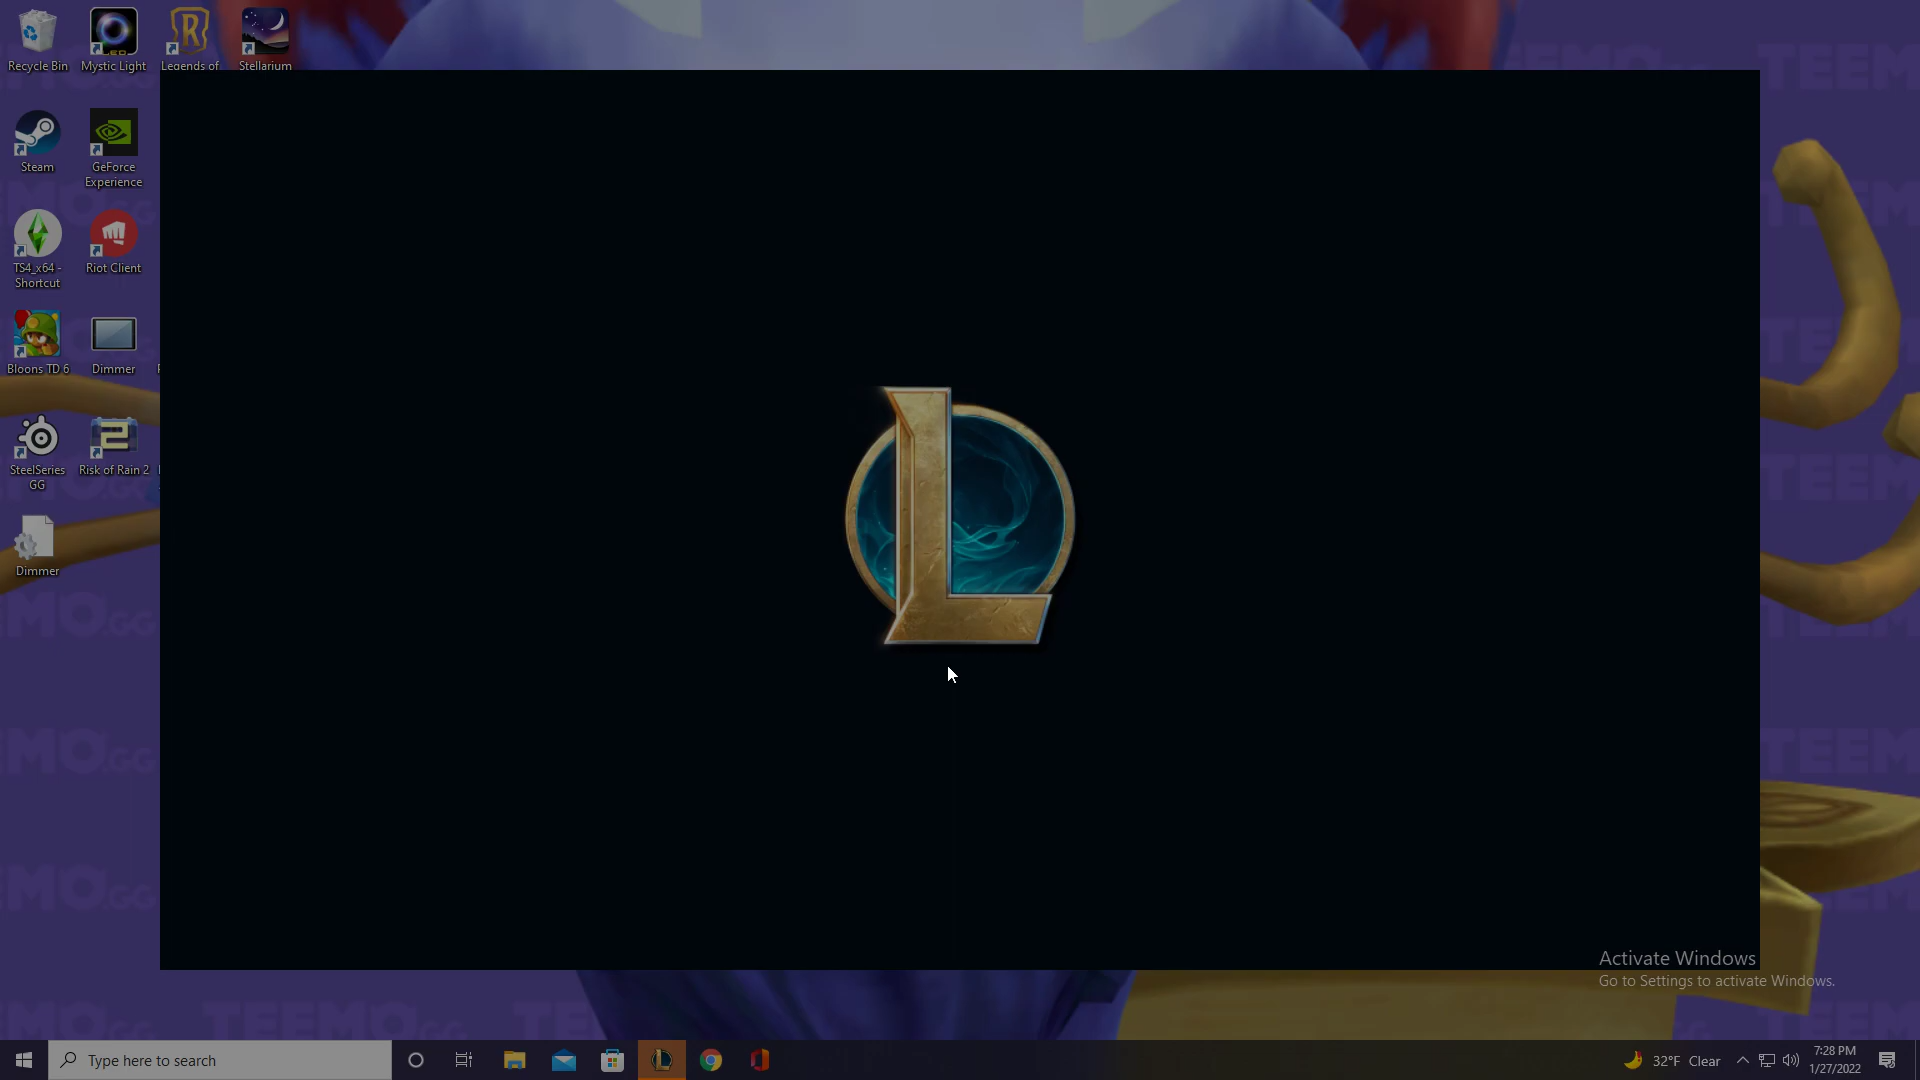 Recycle Bin
Mystic Light
Legends of
Stellarium
Steam
GeForce
Experience
TS4_x64 -
Shortcut
Riot Client
Bloons TD 6
Dimmer
SteelSeries
GG
Risk of Rain 2
Dimmer
TEEMO.GG
L
Activate Windows
Go to Settings to activate Windows.
Type here to search
32°F Clear
7:28 PM
1/27/2022